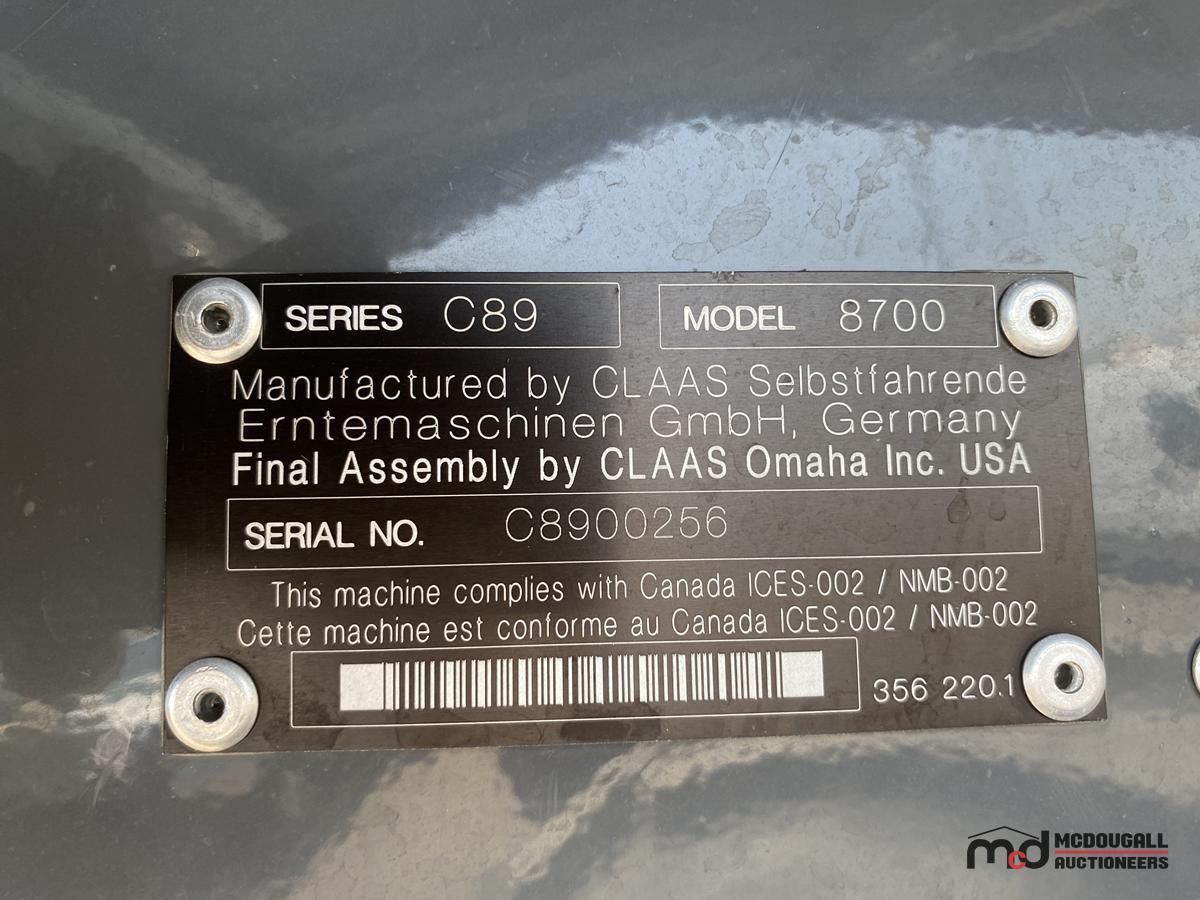 SERIES C89 MODEL 8700
Manufactured by CLAAS Selbstfahrende
Erntemaschinen GmbH, Germany
Final Assembly by CLAAS Omaha Inc. USA
SERIAL NO. C8900256
This machine complies with Canada ICES-002 / NMB-002
Cette machine est conforme au Canada ICES-002 / NMB-002
356 220.1
mcd MCDOUGALL
AUCTIONEERS